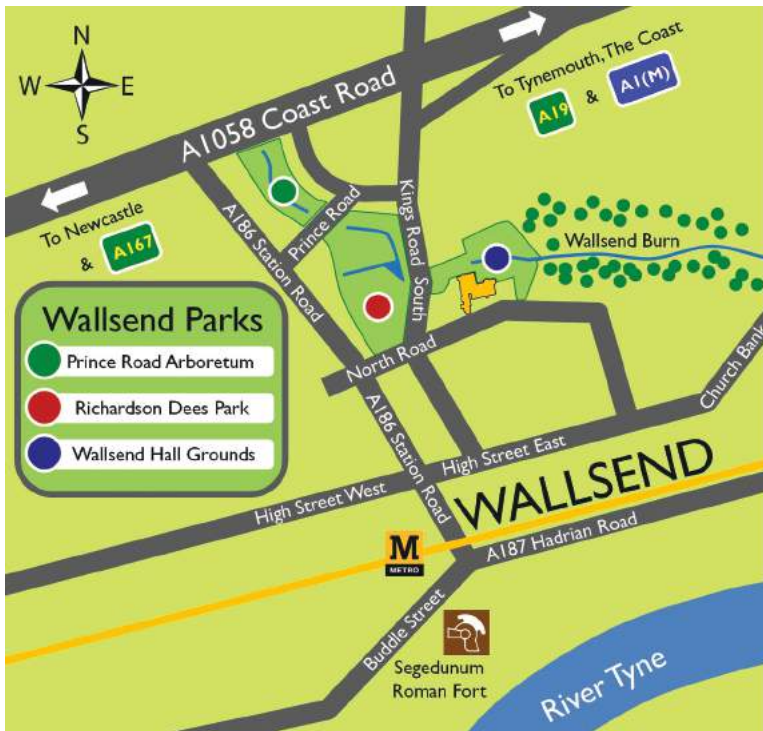 N
W
E
S
A1058 Coast Road
To Tynemouth, The Coast
A19 & A1(M)
To Newcastle
& A167
A186 Station Road
Prince Road
Kings Road South
Wallsend Burn
Wallsend Parks
Prince Road Arboretum
Richardson Dees Park
Wallsend Hall Grounds
North Road
Church Bank
A186 Station Road
High Street East
High Street West
WALLSEND
M
METRO
A187 Hadrian Road
Buddle Street
Segedunum
Roman Fort
River Tyne